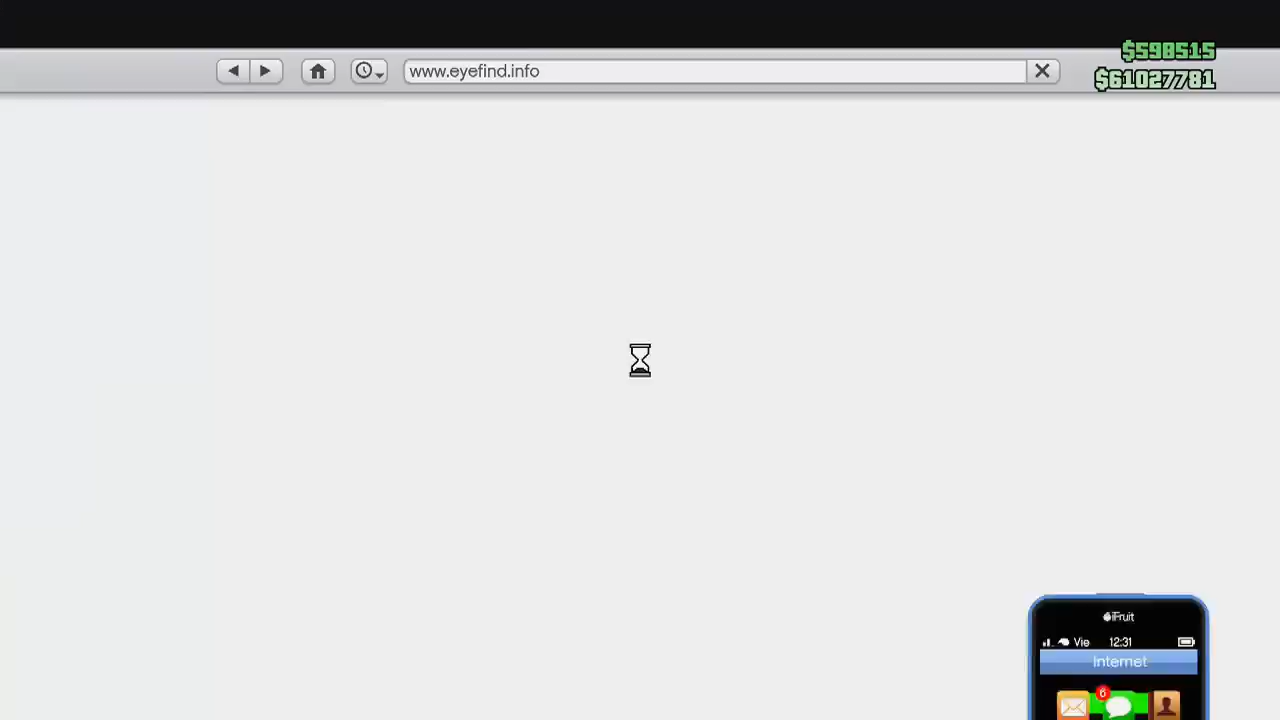 $598515
www.eyefind.info
$61027781
iFruit
Vie 12:31
Internet
6